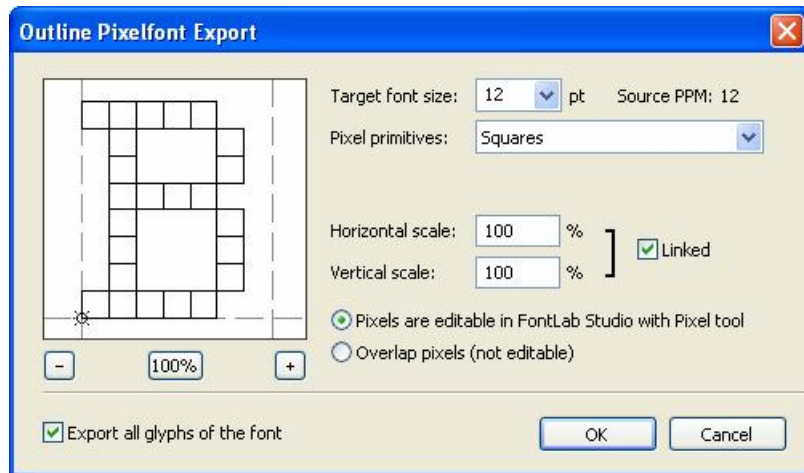 Outline Pixelfont Export
Target font size: 12 pt Source PPM: 12
Pixel primitives: Squares
Horizontal scale: 100 %
Linked
Vertical scale: 100 %
Pixels are editable in FontLab Studio with Pixel tool
Overlap pixels (not editable)
- 100% +
Export all glyphs of the font OK Cancel